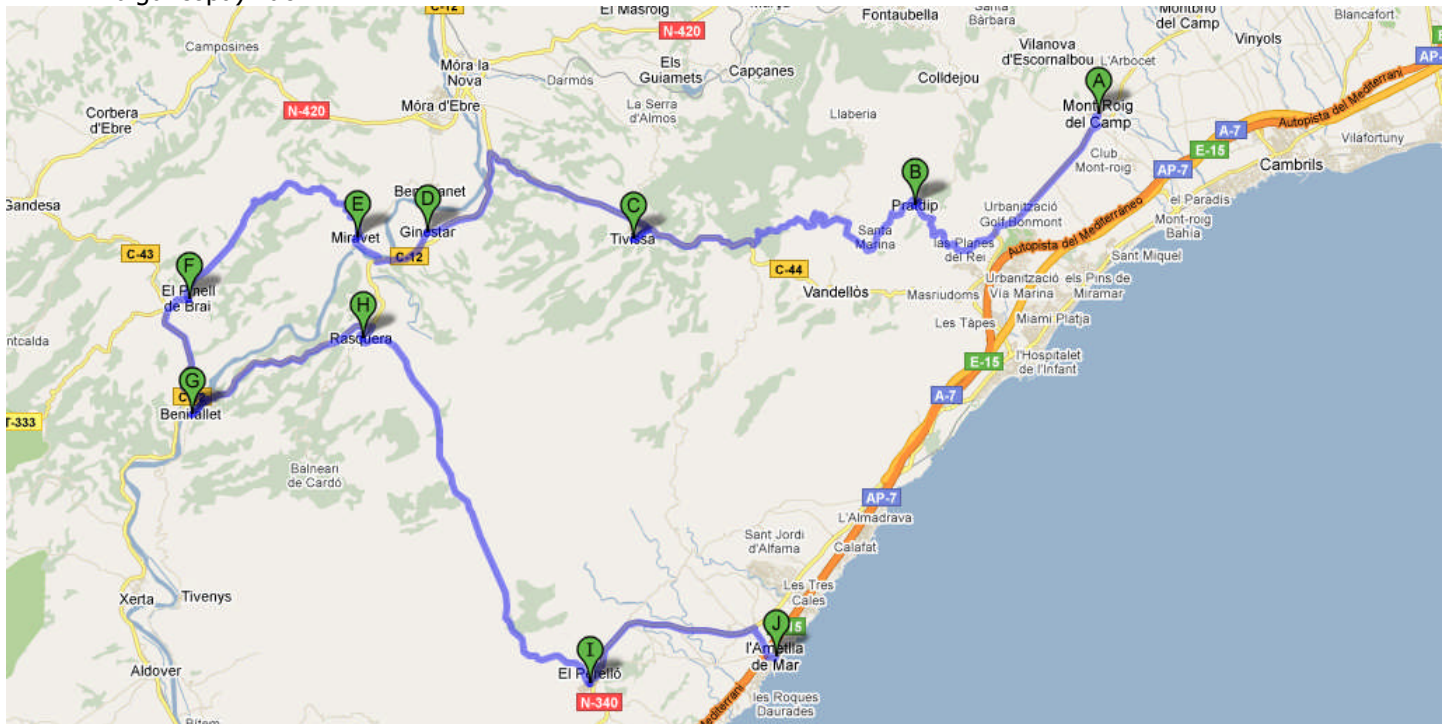 C-12
El Masroig
N-420
Fontaubella
Santa
Bàrbara
Montbrió
del Camp
Blancafort
Camposines
Móra la
Nova
Darmós
Els
Guiamets
Capçanes
Colldejou
Vilanova
d'Escornalbou
L'Arbocet
Vinyols
AP-7
Corbera
d'Ebre
N-420
Móra d'Ebre
La Serra
d'Almos
Llaberia
A
Mont-Roig
del Camp
Autopista del Mediterrani
A-7
E-15
Vilafortuny
Club
Mont-roig
AP-7
Cambrils
Gandesa
E
Miravet
D
Ginestar
C
Tivissa
B
Pratdip
Urbanització
Golf Bonmont
el Paradis
Mont-roig
Bahia
Autopista del Mediterráneo
Santa
Marina
las Planes
del Rei
Sant Miquel
C-43
C-12
C-44
F
El Pinell
de Brai
Vandellòs
Masriudoms
Urbanització
Via Marina
els Pins de
Miramar
H
Rasquera
Les Tàpes
Miami Platja
E-15
l'Hospitalet
de l'Infant
G
Benifallet
A-7
T-333
Balneari
de Cardó
AP-7
L'Almadrava
Sant Jordi
d'Alfama
Calafat
Xerta
Tivenys
Les Tres
Cales
J
l'Ametlla
de Mar
I
El Perelló
Aldover
N-340
les Roques
Daurades
Bítem